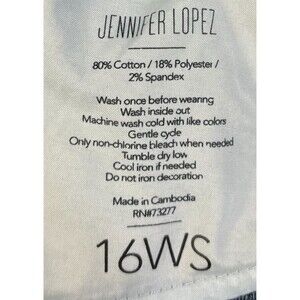 JENNIFER LOPEZ
80% Cotton / 18% Polyester /
2% Spandex
Wash once before wearing
Wash inside out
Machine wash cold with like colors
Gentle cycle
Only non-chlorine bleach when needed
Tumble dry low
Cool iron if needed
Do not iron decoration
Made in Cambodia
RN#73277
16WS